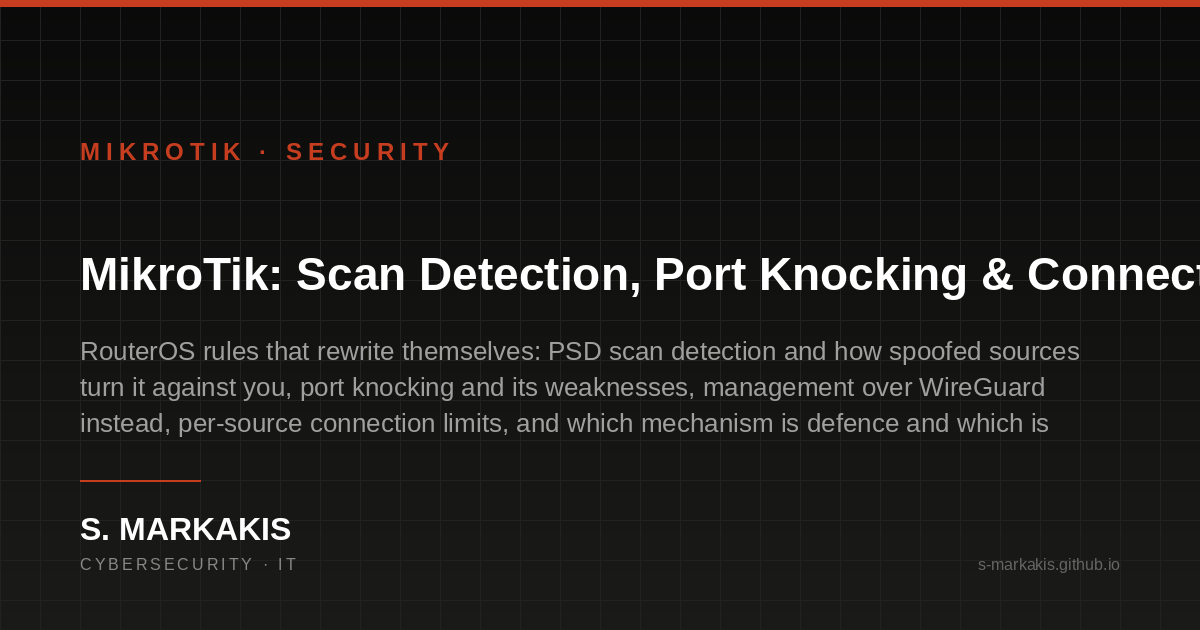 MIKROTIK · SECURITY
MikroTik: Scan Detection, Port Knocking & Connect
RouterOS rules that rewrite themselves: PSD scan detection and how spoofed sources
turn it against you, port knocking and its weaknesses, management over WireGuard
instead, per-source connection limits, and which mechanism is defence and which is
S. MARKAKIS
CYBERSECURITY · IT
s-markakis.github.io